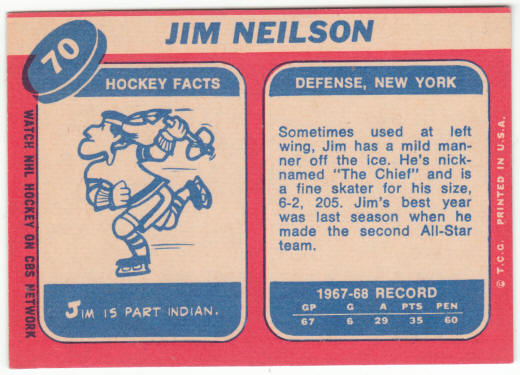 70
JIM NEILSON
HOCKEY FACTS
JIM IS PART INDIAN.
WATCH NHL HOCKEY ON CBS NETWORK
DEFENSE, NEW YORK
Sometimes used at left
wing, Jim has a mild man-
ner off the ice. He's nick-
named "The Chief" and is
a fine skater for his size,
6-2, 205. Jim's best year
was last season when he
made the second All-Star
team.
1967-68 RECORD
GP G A PTS PEN
67 6 29 35 60
© T.C.G. PRINTED IN U.S.A.